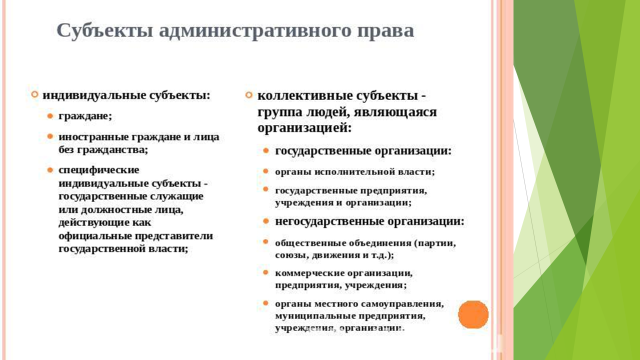 Субъекты административного права
индивидуальные субъекты:
граждане;
иностранные граждане и лица
без гражданства;
специфические
индивидуальные субъекты -
государственные служащие
или должностные лица,
действующие как
официальные представители
государственной власти;
коллективные субъекты -
группа людей, являющаяся
организацией:
государственные организации:
органы исполнительной власти;
государственные предприятия,
учреждения и организации;
негосударственные организации:
общественные объединения (партии,
союзы, движения и т.д.);
коммерческие организации,
предприятия, учреждения;
органы местного самоуправления,
муниципальные предприятия,
учреждения, организации.